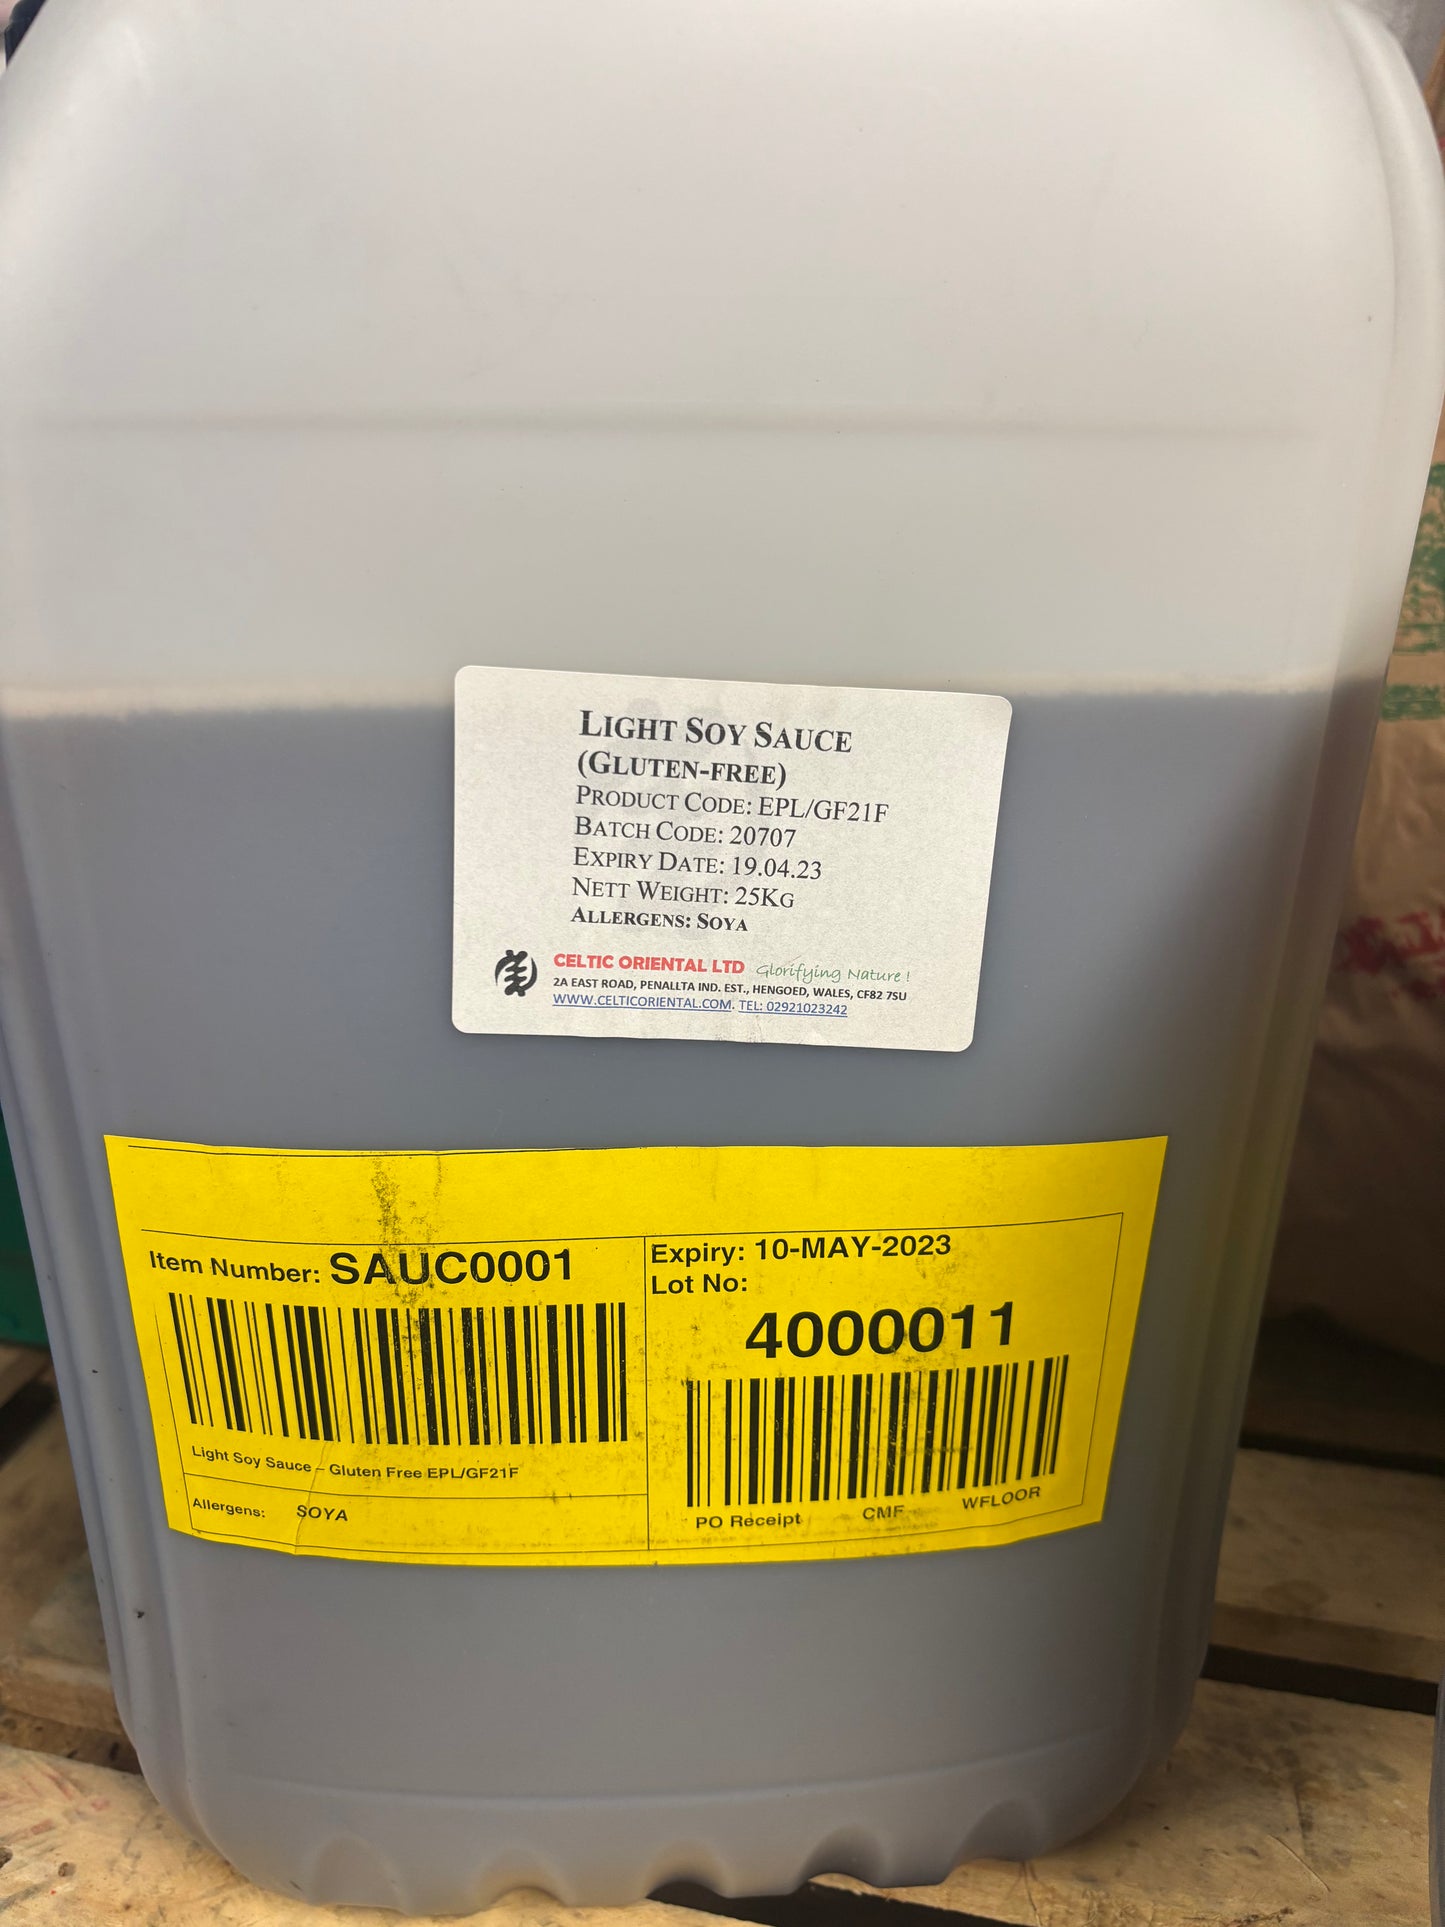 LIGHT SOY SAUCE
(GLUTEN-FREE)
PRODUCT CODE: EPL/GF21F
BATCH CODE: 20707
EXPIRY DATE: 19.04.23
NETT WEIGHT: 25KG
ALLERGENS: SOYA
CELTIC ORIENTAL LTD Glorifying Nature !
2A EAST ROAD, PENALLTA IND. EST., HENGOED, WALES, CF82 7SU
WWW.CELTICORIENTAL.COM. TEL: 02921023242
Item Number: SAUC0001
Light Soy Sauce – Gluten Free EPL/GF21F
Allergens: SOYA
Expiry: 10-MAY-2023
Lot No:
4000011
PO Receipt CMF WFLOOR